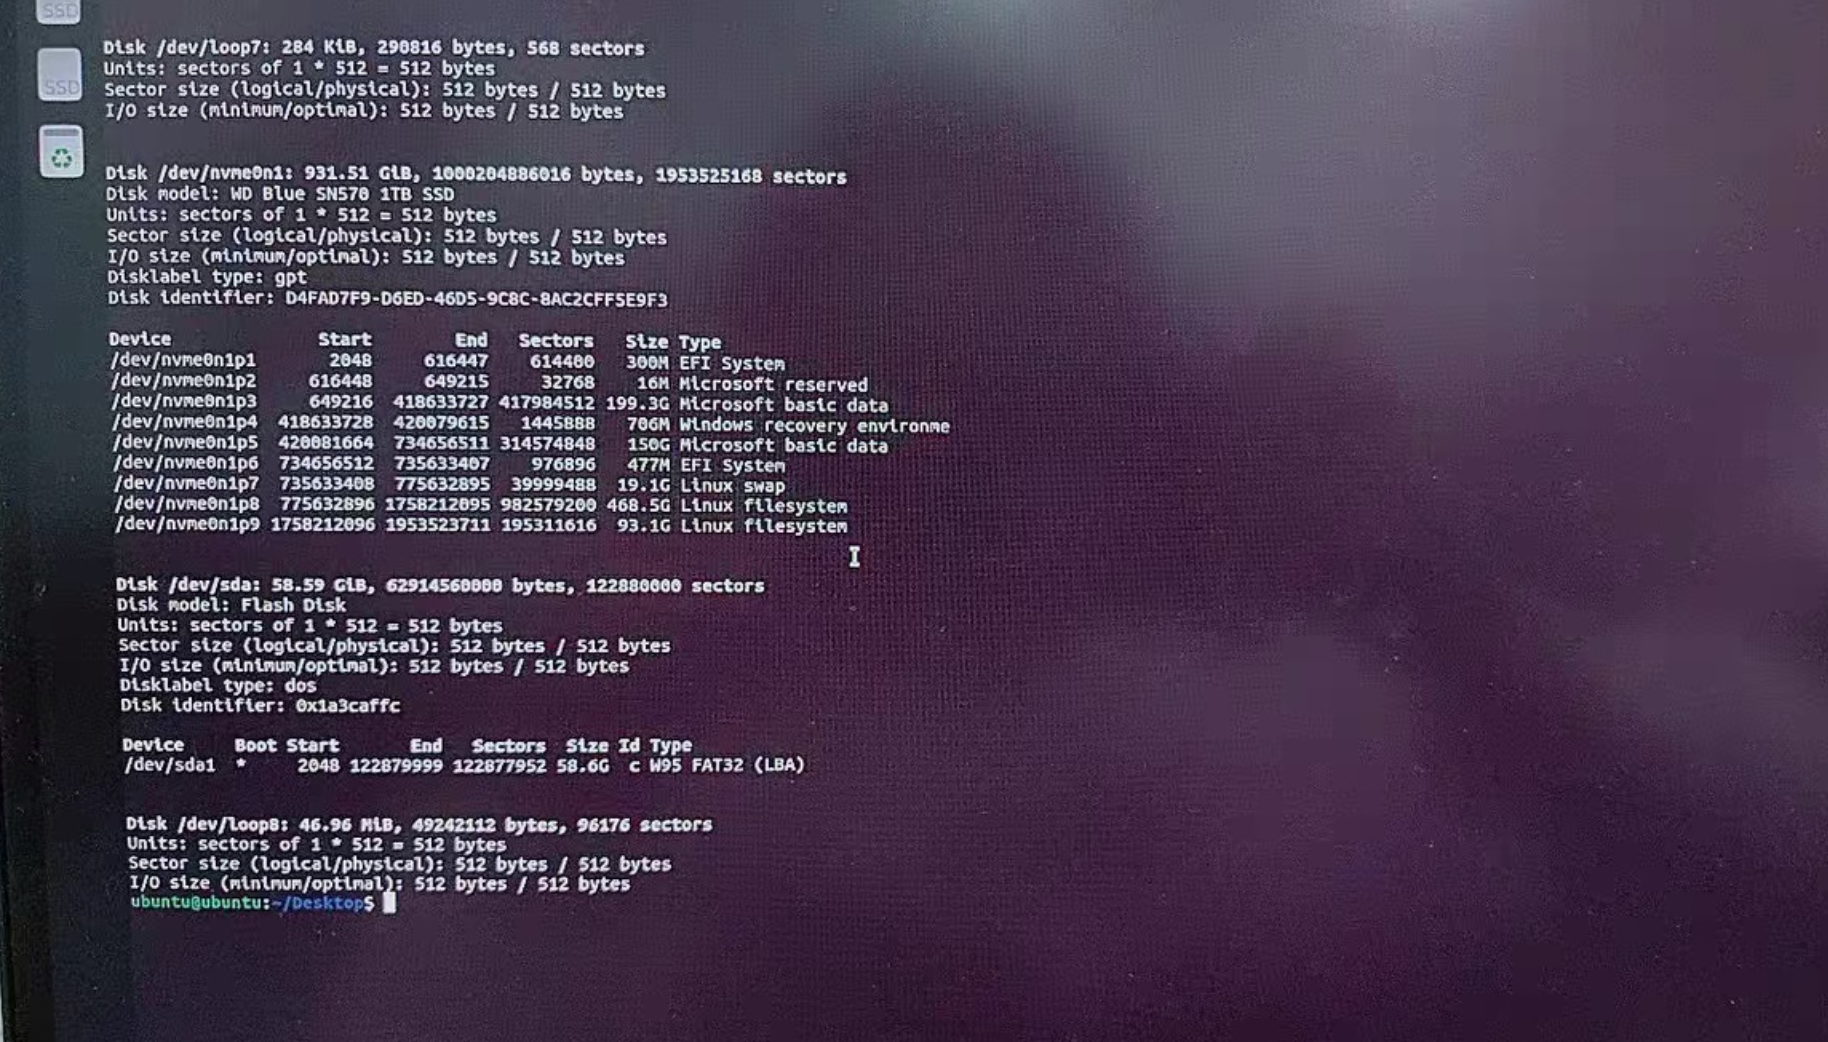 SSD
SSD
Disk /dev/loop7: 284 KiB, 290816 bytes, 568 sectors
Units: sectors of 1 * 512 = 512 bytes
Sector size (logical/physical): 512 bytes / 512 bytes
I/O size (minimum/optimal): 512 bytes / 512 bytes
Disk /dev/nvme0n1: 931.51 GiB, 1000204886016 bytes, 1953525168 sectors
Disk model: WD Blue SN570 1TB SSD
Units: sectors of 1 * 512 = 512 bytes
Sector size (logical/physical): 512 bytes / 512 bytes
I/O size (minimum/optimal): 512 bytes / 512 bytes
Disklabel type: gpt
Disk identifier: D4FAD7F9-D6ED-46D5-9C8C-8AC2CFF5E9F3
Device Start End Sectors Size Type
/dev/nvme0n1p1 2048 616447 614400 300M EFI System
/dev/nvme0n1p2 616448 649215 32768 16M Microsoft reserved
/dev/nvme0n1p3 649216 418633727 417984512 199.3G Microsoft basic data
/dev/nvme0n1p4 418633728 420079615 1445888 706M Windows recovery environme
/dev/nvme0n1p5 420081664 734656511 314574848 150G Microsoft basic data
/dev/nvme0n1p6 734656512 735633407 976896 477M EFI System
/dev/nvme0n1p7 735633408 775632895 39999488 19.1G Linux swap
/dev/nvme0n1p8 775632896 1758212095 982579200 468.5G Linux filesystem
/dev/nvme0n1p9 1758212096 1953523711 195311616 93.1G Linux filesystem
Disk /dev/sda: 58.59 GiB, 62914560000 bytes, 122880000 sectors
Disk model: Flash Disk
Units: sectors of 1 * 512 = 512 bytes
Sector size (logical/physical): 512 bytes / 512 bytes
I/O size (minimum/optimal): 512 bytes / 512 bytes
Disklabel type: dos
Disk identifier: 0x1a3caffc
Device Boot Start End Sectors Size Id Type
/dev/sda1 * 2048 122879999 122877952 58.6G c W95 FAT32 (LBA)
Disk /dev/loop8: 46.96 MiB, 49242112 bytes, 96176 sectors
Units: sectors of 1 * 512 = 512 bytes
Sector size (logical/physical): 512 bytes / 512 bytes
I/O size (minimum/optimal): 512 bytes / 512 bytes
ubuntu@ubuntu:~/Desktop$